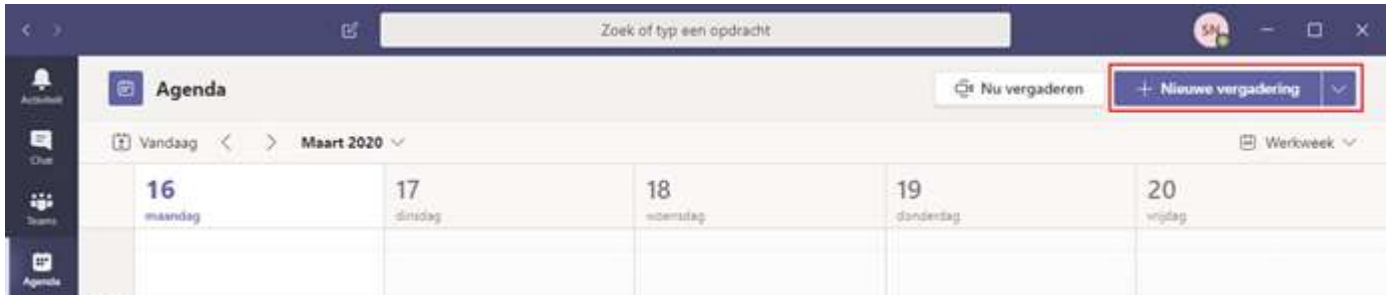 Zoek of typ een opdracht
SN
Activiteit
Agenda
Nu vergaderen
+ Nieuwe vergadering
Chat
Vandaag < > Maart 2020
Werkweek
Teams
16
maandag
17
dinsdag
18
woensdag
19
donderdag
20
vrijdag
Agenda